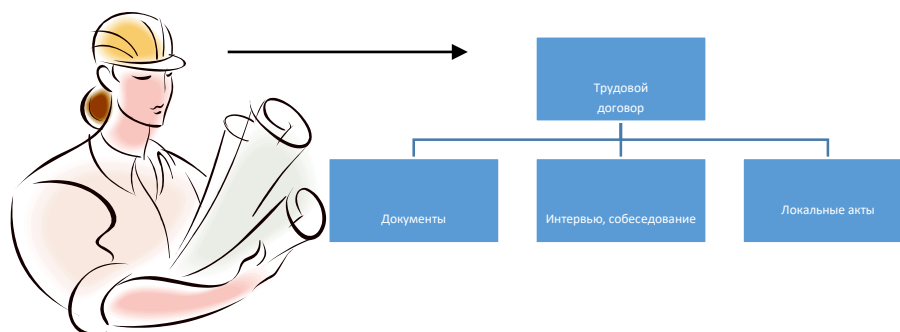 Трудовой
договор
Документы
Интервью, собеседование
Локальные акты